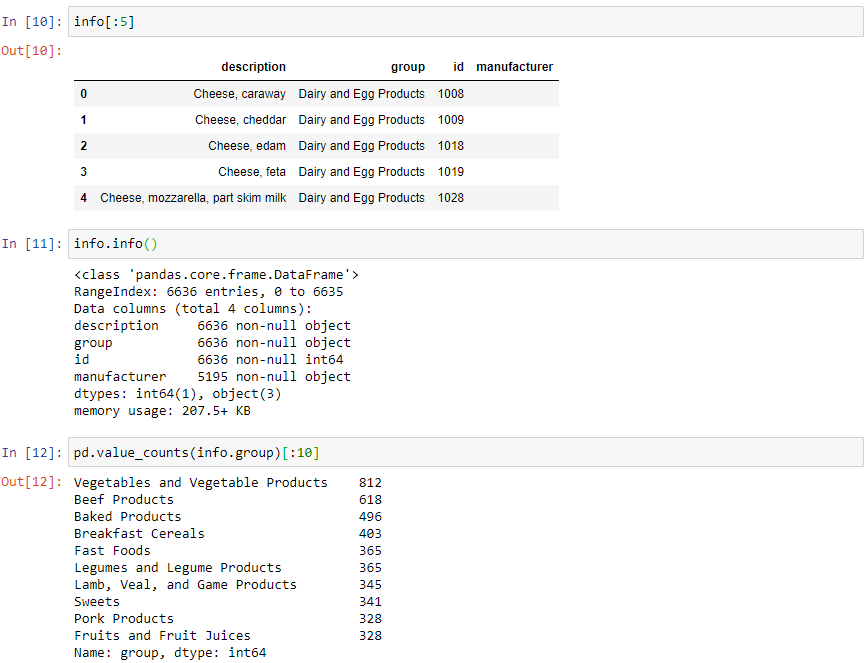 In [10]: info[:5]
Out[10]:
description group id manufacturer
0 Cheese, caraway Dairy and Egg Products 1008
1 Cheese, cheddar Dairy and Egg Products 1009
2 Cheese, edam Dairy and Egg Products 1018
3 Cheese, feta Dairy and Egg Products 1019
4 Cheese, mozzarella, part skim milk Dairy and Egg Products 1028
In [11]: info.info()
<class 'pandas.core.frame.DataFrame'>
RangeIndex: 6636 entries, 0 to 6635
Data columns (total 4 columns):
description     6636 non-null object
group           6636 non-null object
id              6636 non-null int64
manufacturer    5195 non-null object
dtypes: int64(1), object(3)
memory usage: 207.5+ KB
In [12]: pd.value_counts(info.group)[:10]
Out[12]: Vegetables and Vegetable Products    812
Beef Products                        618
Baked Products                       496
Breakfast Cereals                    403
Fast Foods                           365
Legumes and Legume Products          365
Lamb, Veal, and Game Products        345
Sweets                               341
Pork Products                        328
Fruits and Fruit Juices              328
Name: group, dtype: int64